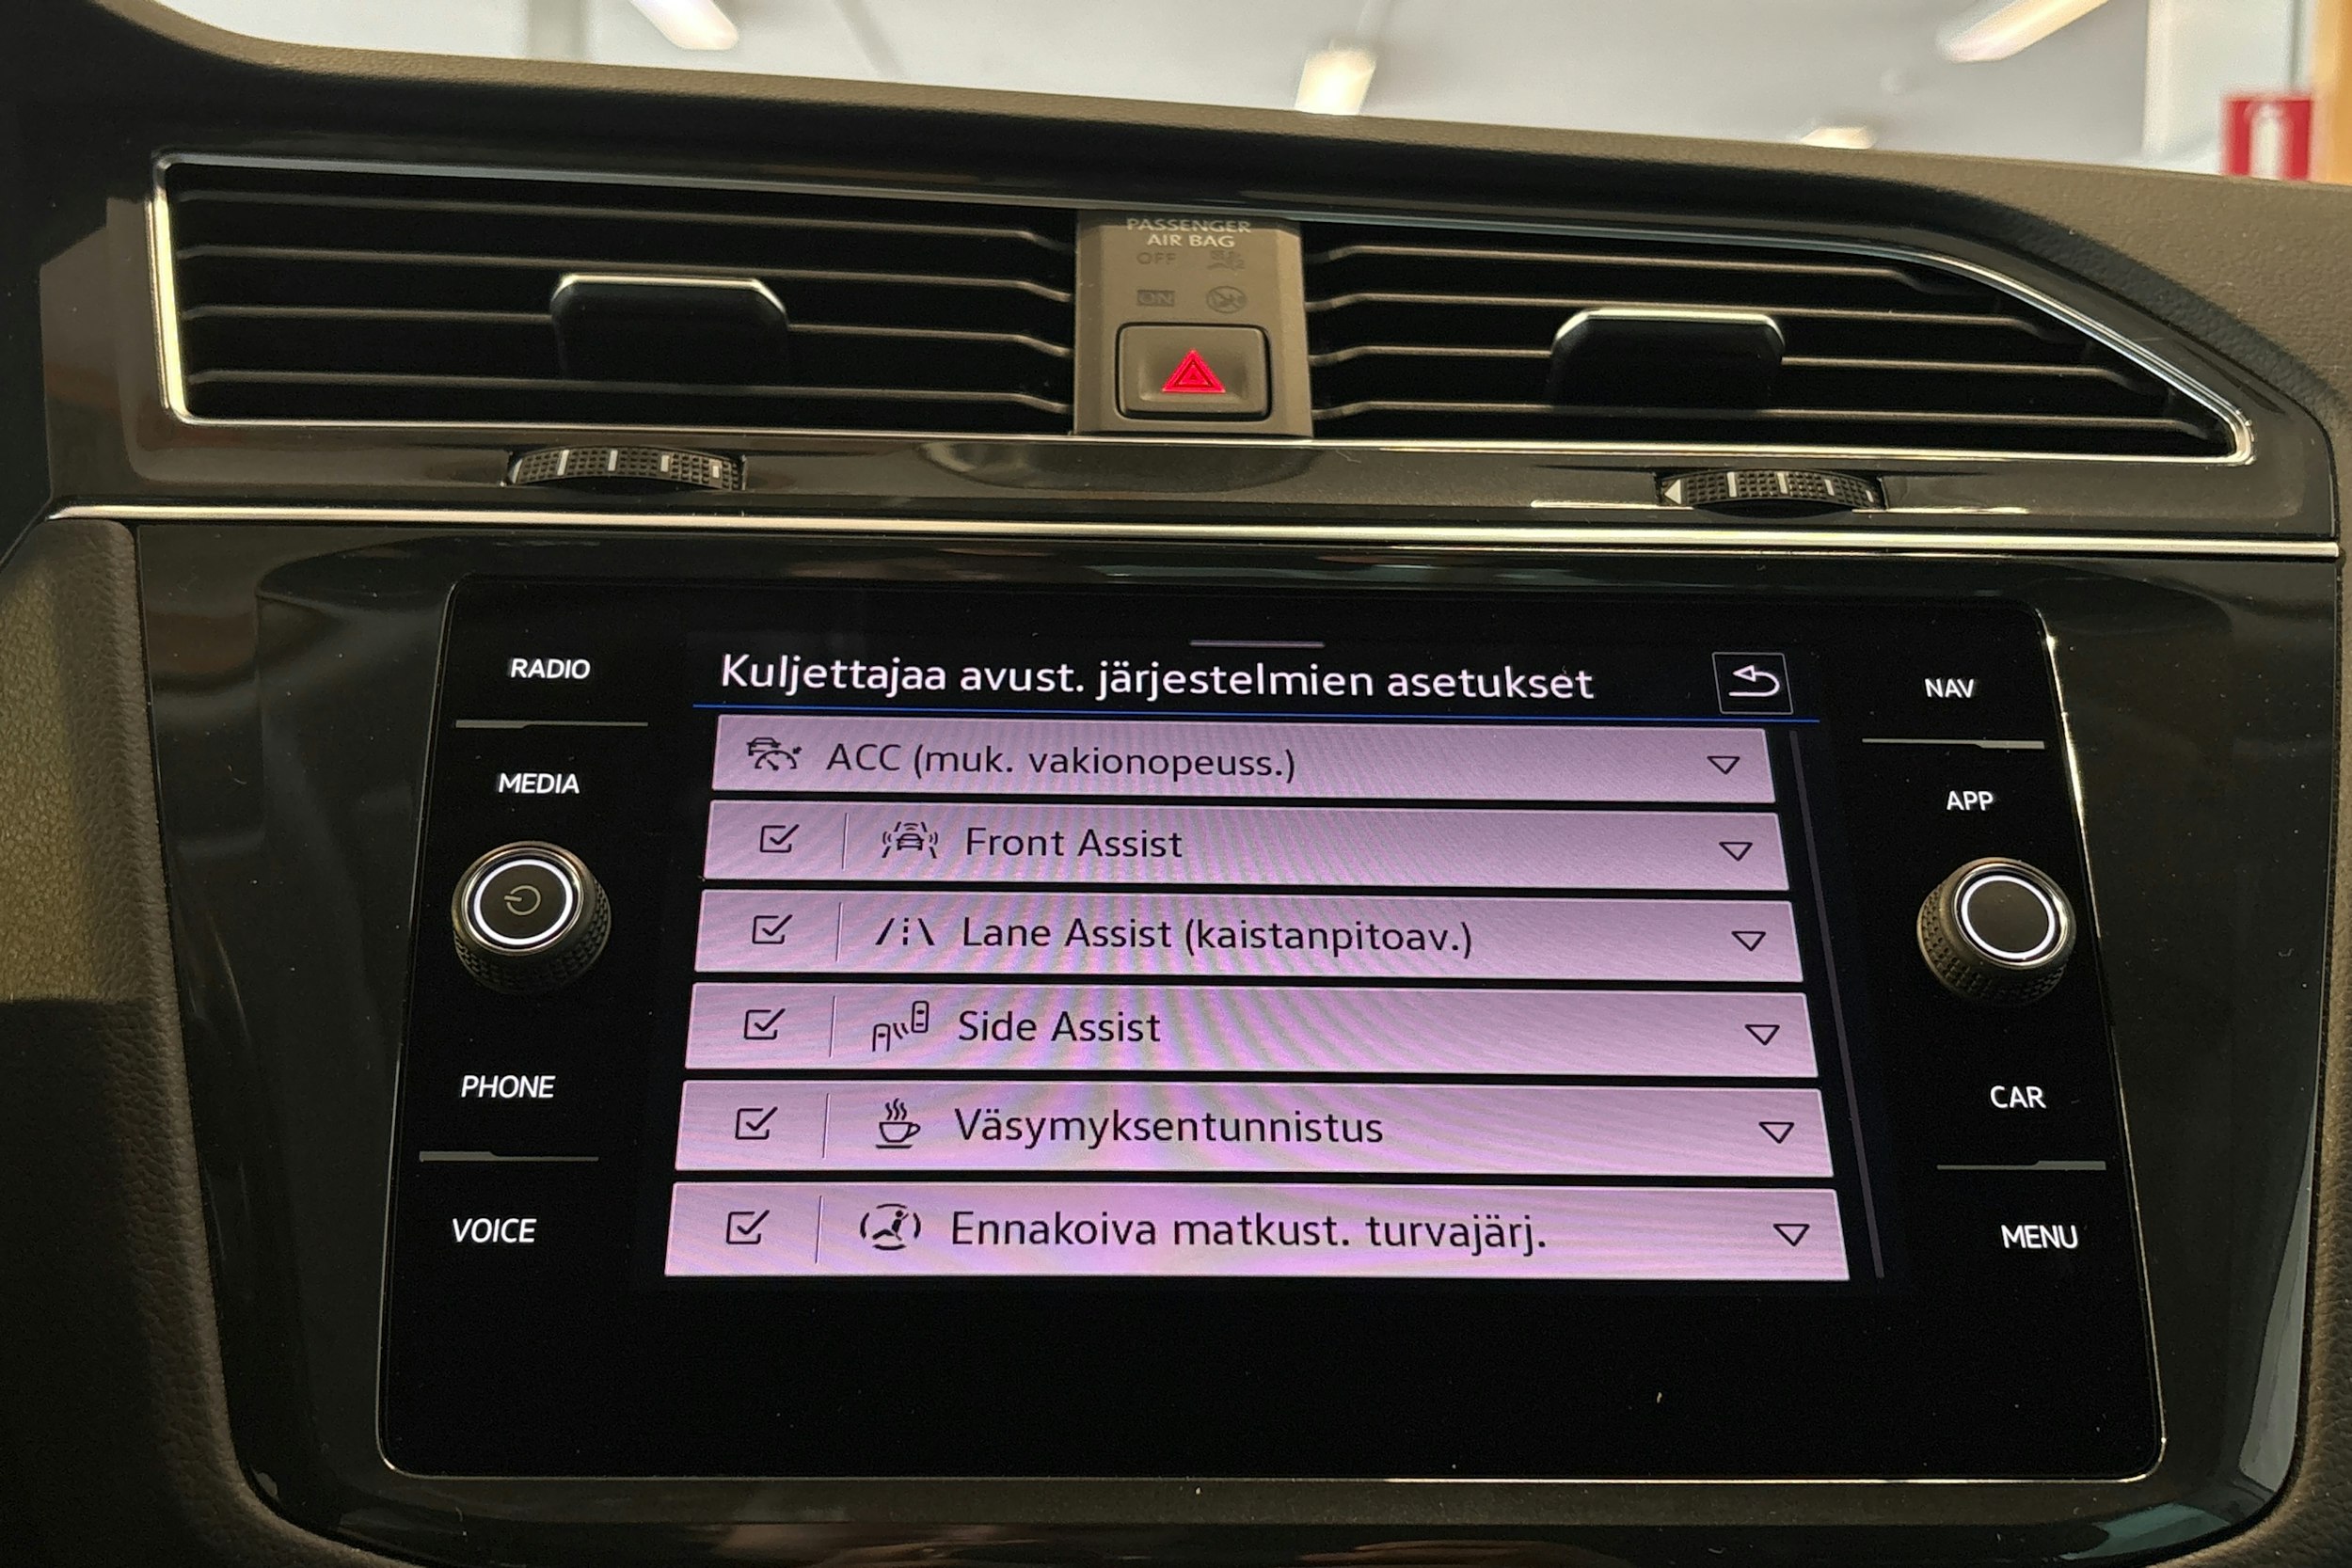 PASSENGER
AIR BAG
OFF
ON
RADIO
MEDIA
PHONE
VOICE
Kuljettajaa avust. järjestelmien asetukset
ACC (muk. vakionopeuss.)
Front Assist
Lane Assist (kaistanpitoav.)
Side Assist
Väsymyksentunnistus
Ennakoiva matkust. turvajärj.
NAV
APP
CAR
MENU